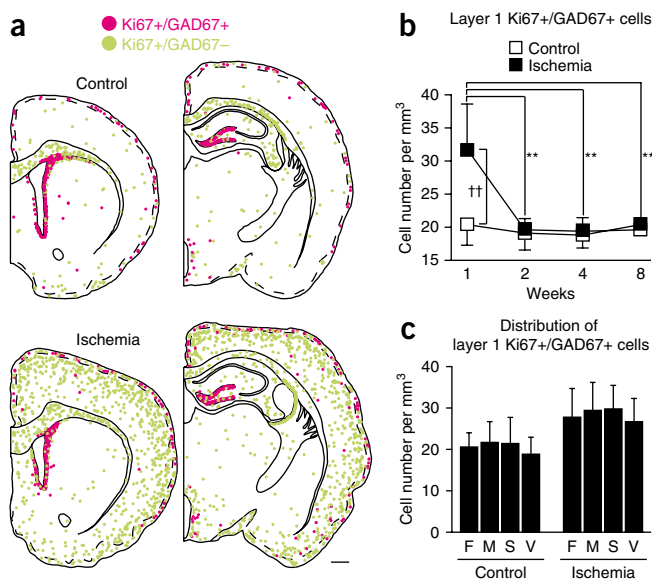 a
Ki67+/GAD67+
Ki67+/GAD67–
Control
Ischemia
b
Layer 1 Ki67+/GAD67+ cells
Control
Ischemia
Cell number per mm³
40
35
30
25
20
15
††
**
**
**
1 2 4 8
Weeks
c
Distribution of
layer 1 Ki67+/GAD67+ cells
Cell number per mm³
40
30
20
10
0
F M S V F M S V
Control Ischemia